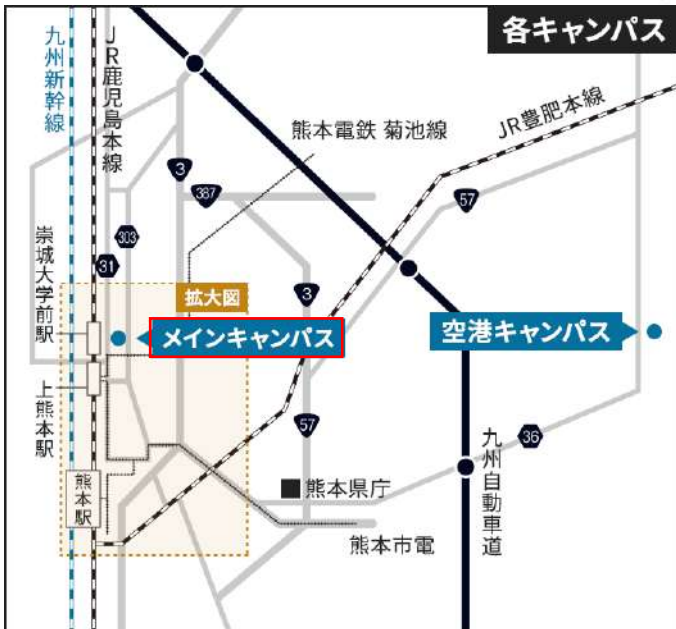 各キャンパス
九州新幹線
JR鹿児島本線
熊本電鉄 菊池線
JR豊肥本線
3
387
57
崇城大学前駅
303
31
拡大図
3
メインキャンパス
空港キャンパス
上熊本駅
57
36
熊本駅
熊本県庁
九州自動車道
熊本市電